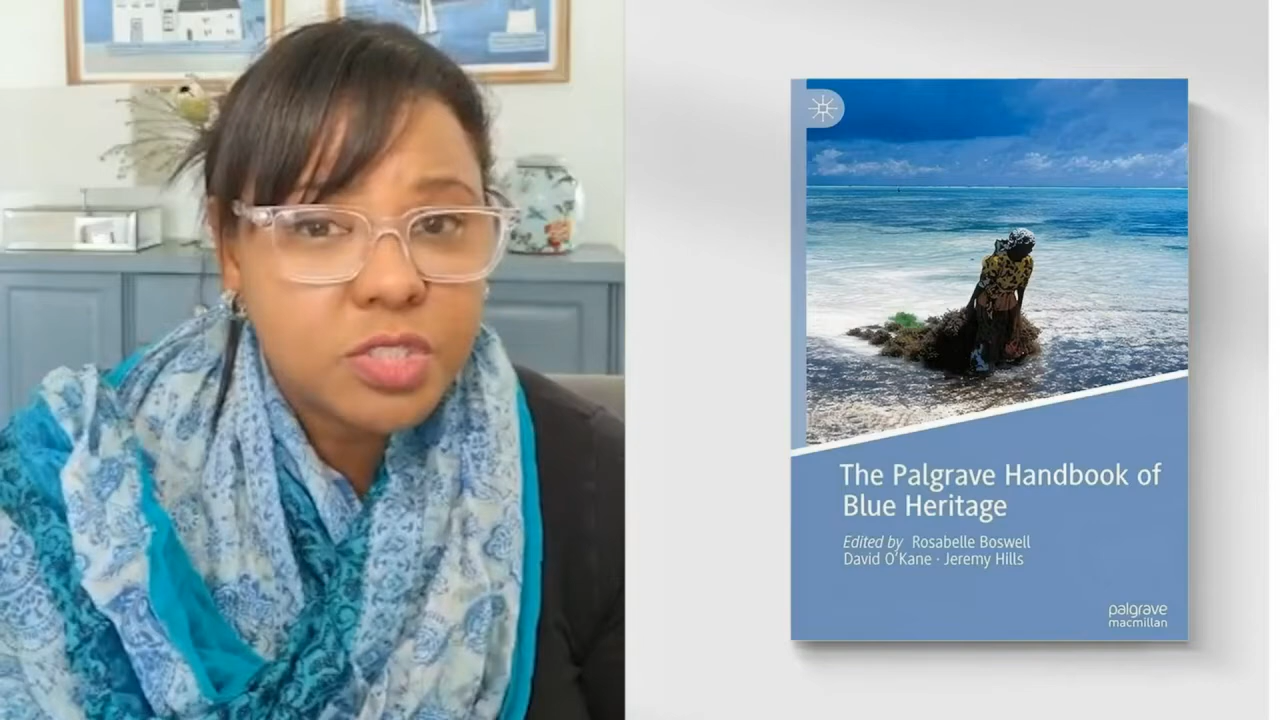 The Palgrave Handbook of
Blue Heritage
Edited by Rosabelle Boswell
David O'Kane · Jeremy Hills
palgrave
macmillan